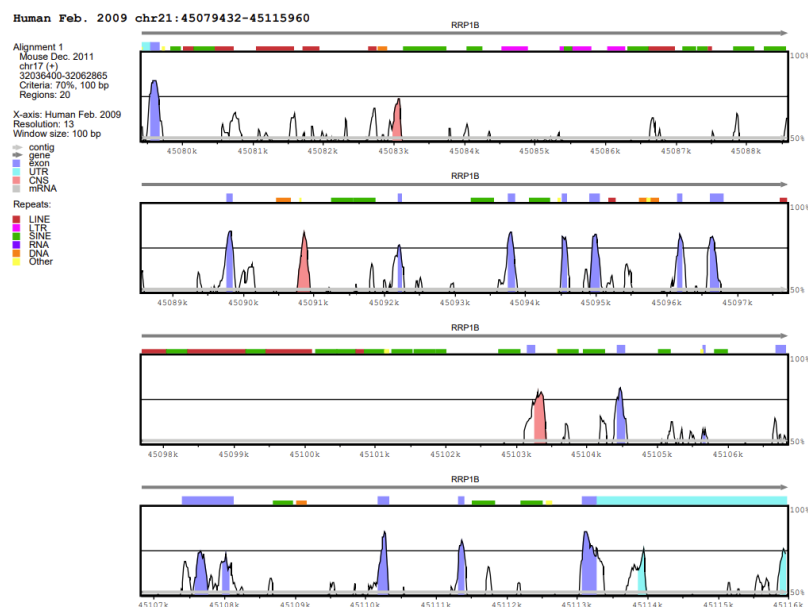 Human Feb. 2009 chr21:45079432-45115960
RRP1B
Alignment 1
Mouse Dec. 2011
chr17 (+)
32036400-32062865
Criteria: 70%, 100 bp
Regions: 20
X-axis: Human Feb. 2009
Resolution: 13
Window size: 100 bp
contig
gene
exon
UTR
CNS
mRNA
Repeats:
LINE
LTR
SINE
RNA
DNA
Other
100%
50%
45080k 45081k 45082k 45083k 45084k 45085k 45086k 45087k 45088k
RRP1B
100%
50%
45089k 45090k 45091k 45092k 45093k 45094k 45095k 45096k 45097k
RRP1B
100%
50%
45098k 45099k 45100k 45101k 45102k 45103k 45104k 45105k 45106k
RRP1B
100%
50%
45107k 45108k 45109k 45110k 45111k 45112k 45113k 45114k 45115k 45116k